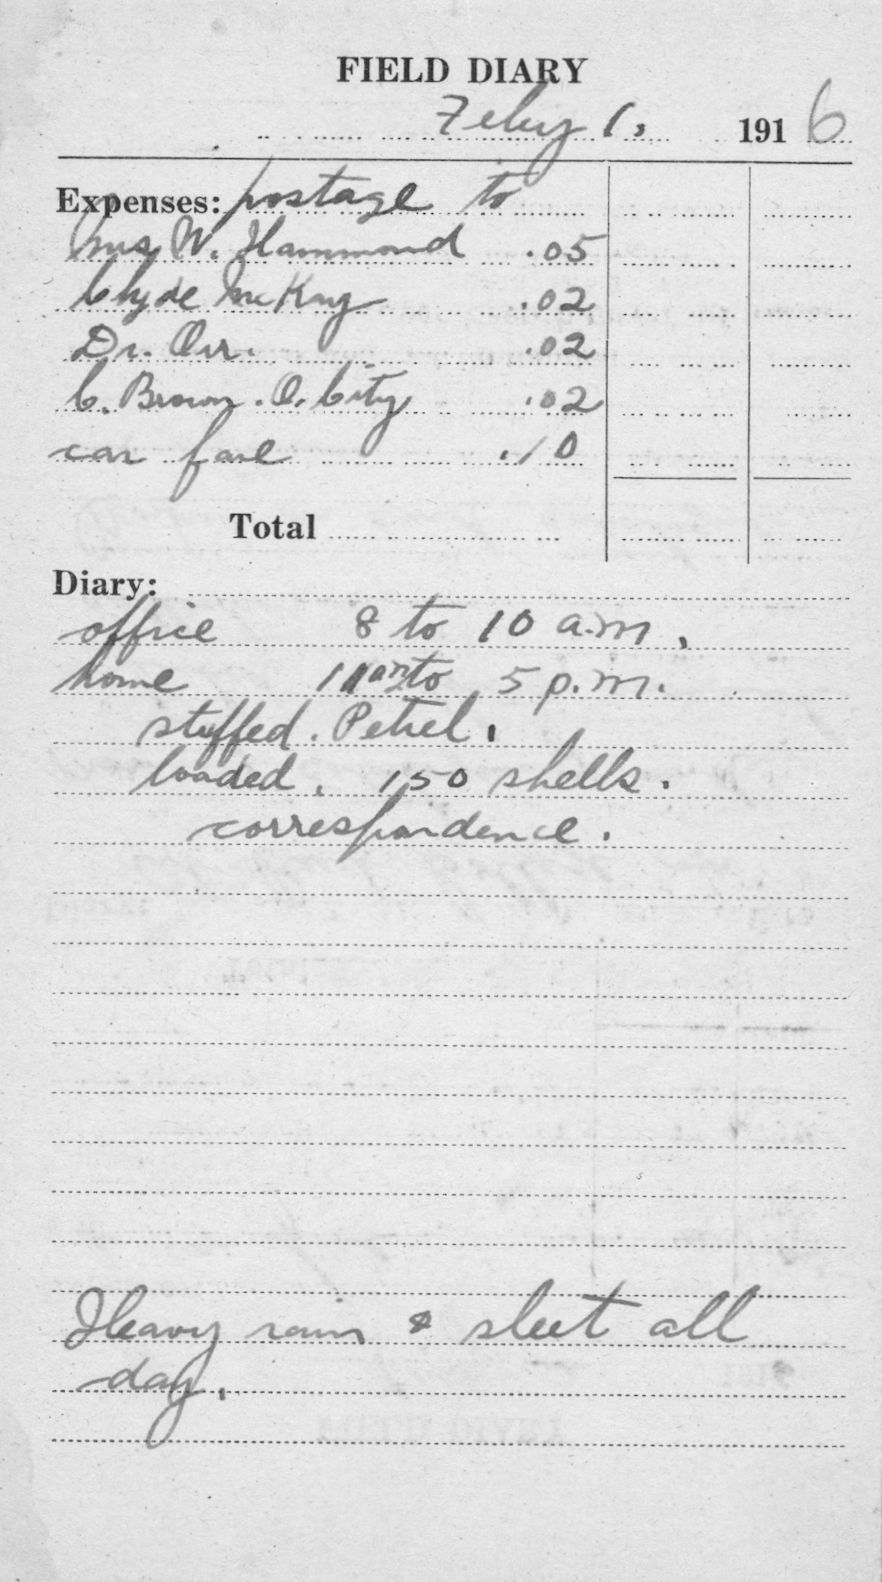 FIELD DIARY
Feby 1, 1916
Expenses: postage to
Mrs W. Hammond .05
Clyde McKay .02
Dr. Orr. .02
C. Brown. O. City .02
car fare .10
Total
Diary:
office 8 to 10 a.m.
home 11 am to 5 p.m.
stuffed. Petrel.
loaded. 150 shells.
correspondence.
Heavy rain & sleet all
day.